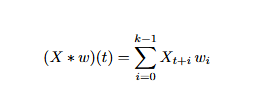 (X ∗ w)(t) = \sum_{i=0}^{k-1} X_{t+i} w_i